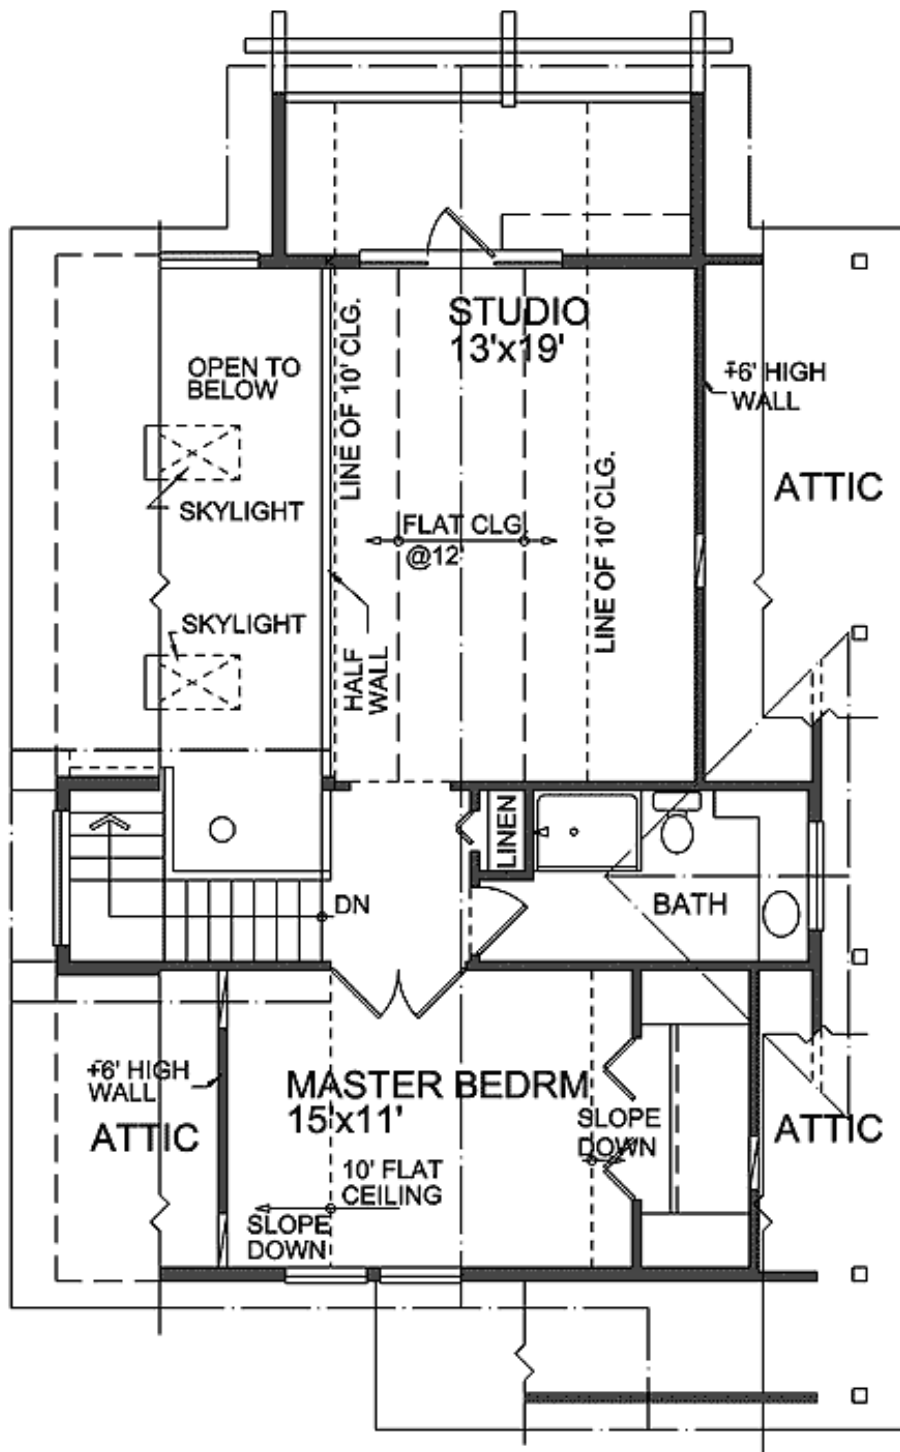 STUDIO
13'x19'
OPEN TO
BELOW
LINE OF 10' CLG.
∓6' HIGH
WALL
ATTIC
SKYLIGHT
FLAT CLG.
@12'
LINE OF 10' CLG.
SKYLIGHT
HALF
WALL
LINEN
DN
BATH
∓6' HIGH
WALL
ATTIC
MASTER BEDRM
15'x11'
SLOPE
DOWN
ATTIC
10' FLAT
CEILING
SLOPE
DOWN